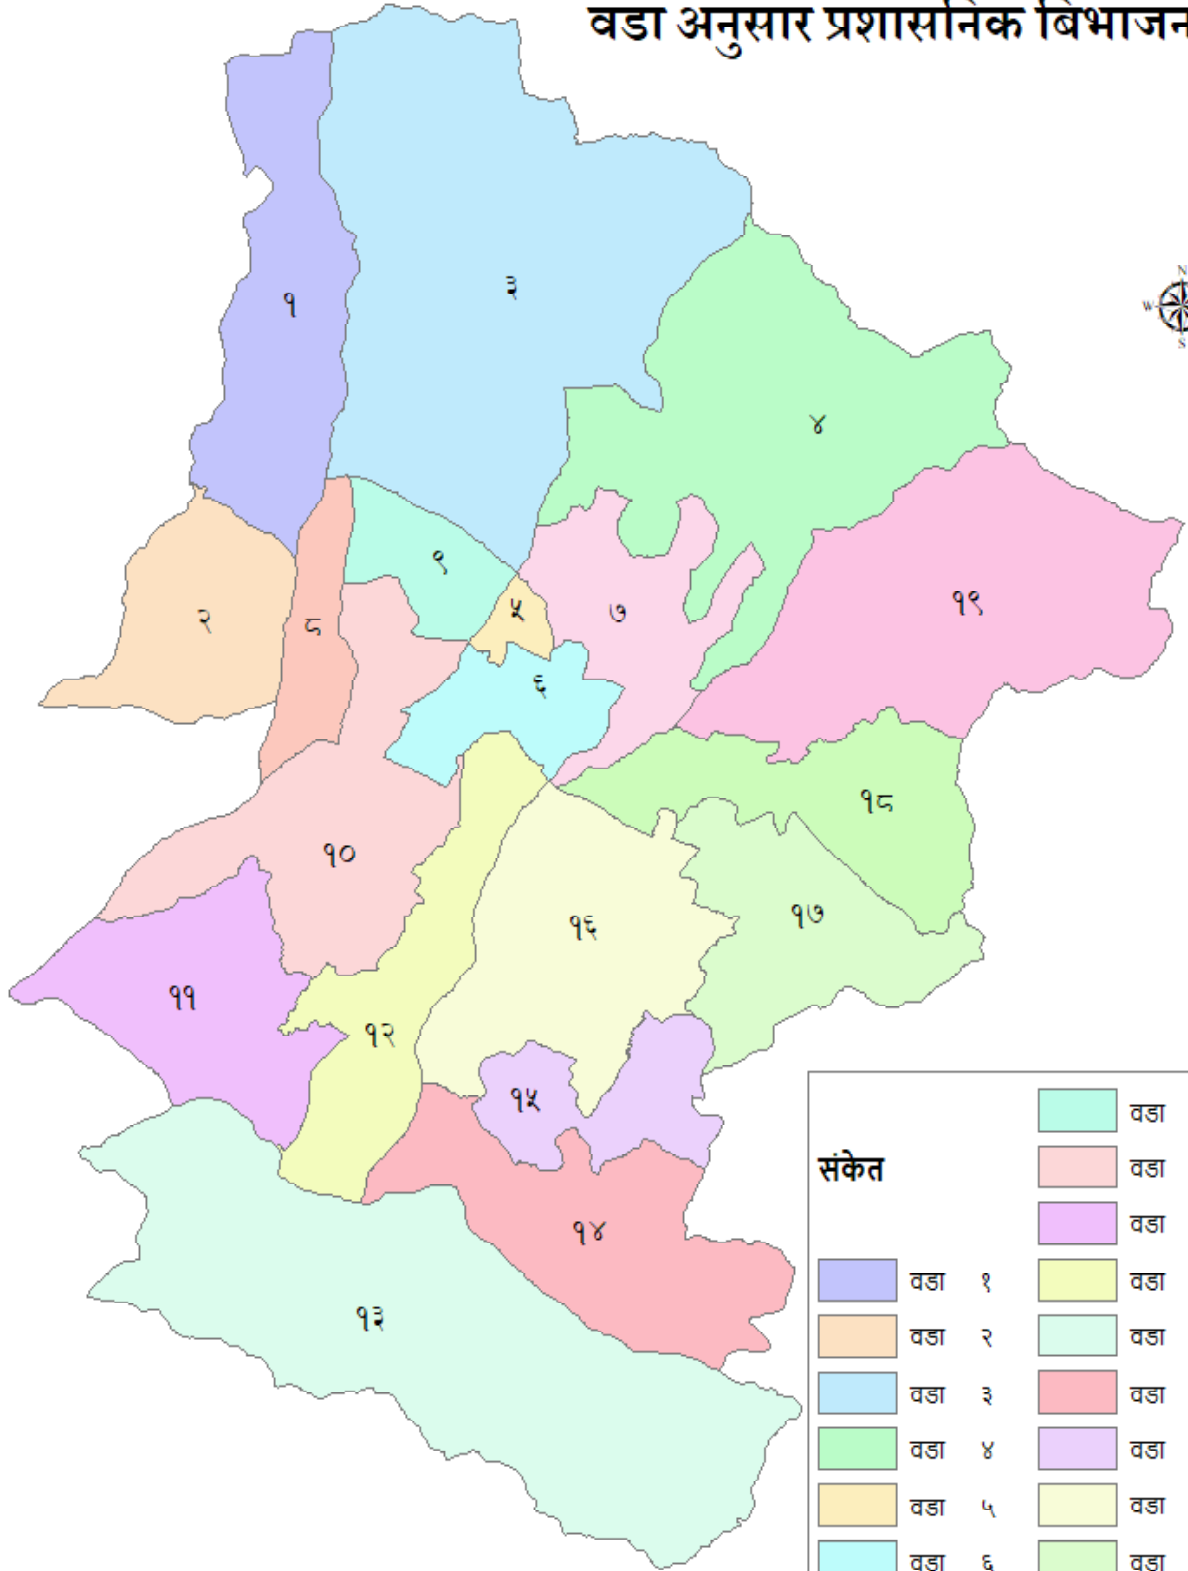 वडा अनुसार प्रशासनिक बिभाजन
N
W
S
१
३
४
२
८
९
५
७
१९
६
१८
१०
१६
१७
११
१२
१५
१४
१३
संकेत
वडा
वडा
वडा
वडा १ वडा
वडा २ वडा
वडा ३ वडा
वडा ४ वडा
वडा ५ वडा
वडा ६ वडा